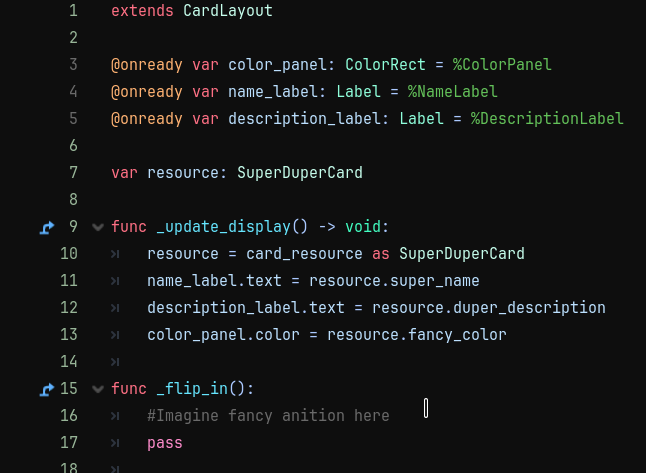 1 extends CardLayout
2
3 @onready var color_panel: ColorRect = %ColorPanel
4 @onready var name_label: Label = %NameLabel
5 @onready var description_label: Label = %DescriptionLabel
6
7 var resource: SuperDuperCard
8
9 func _update_display() -> void:
10 resource = card_resource as SuperDuperCard
11 name_label.text = resource.super_name
12 description_label.text = resource.duper_description
13 color_panel.color = resource.fancy_color
14
15 func _flip_in():
16 #Imagine fancy anition here
17 pass
18